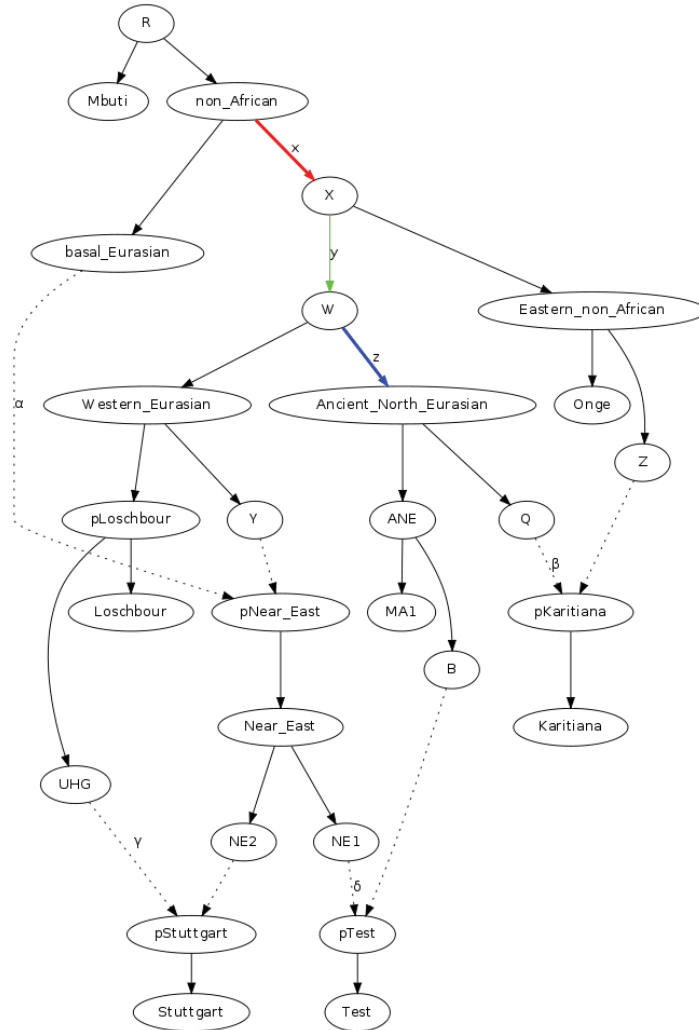 R
Mbuti
non_African
x
X
basal_Eurasian
y
W
Eastern_non_African
z
α
Western_Eurasian
Ancient_North_Eurasian
Onge
Z
pLoschbour
Y
ANE
Q
β
Loschbour
pNear_East
MA1
pKaritiana
B
Near_East
Karitiana
UHG
γ
NE2
NE1
δ
pStuttgart
pTest
Stuttgart
Test